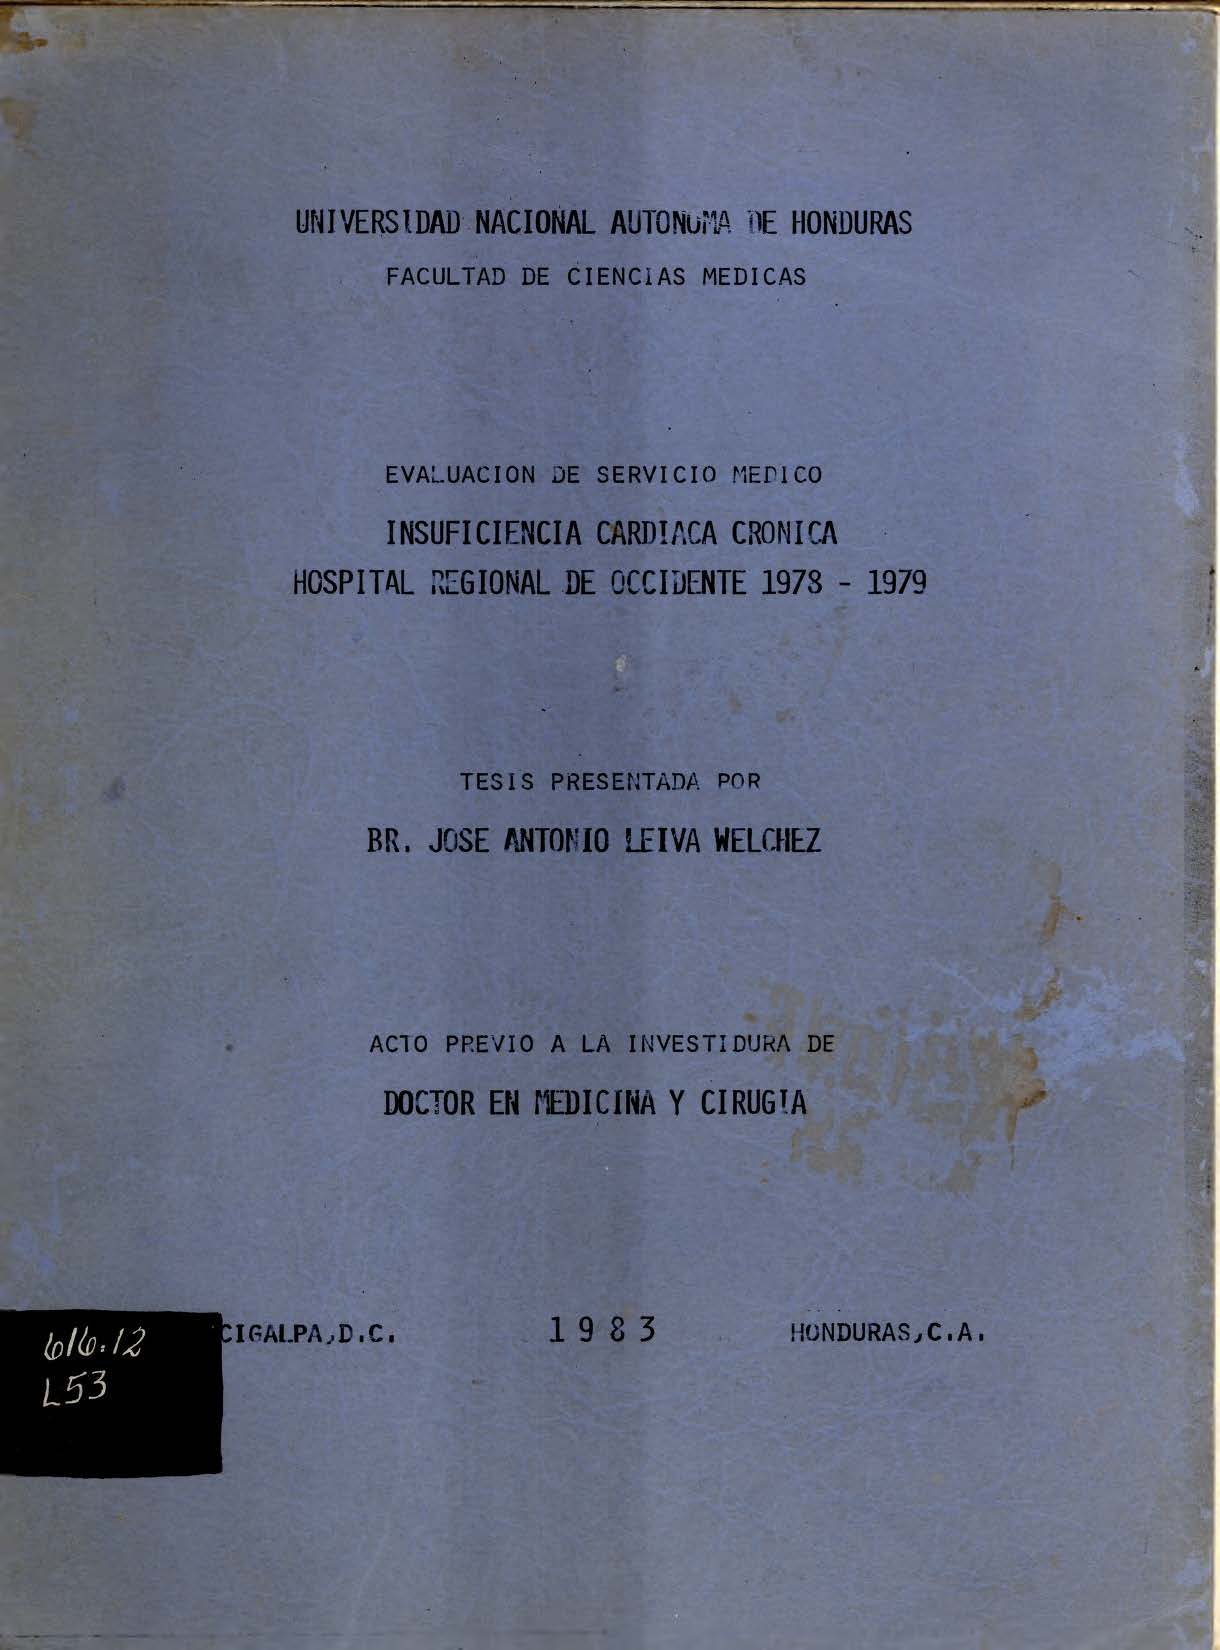 UNIVERSIDAD NACIONAL AUTONOMA DE HONDURAS
FACULTAD DE CIENCIAS MEDICAS
EVALUACION DE SERVICIO MEDICO
INSUFICIENCIA CARDIACA CRONICA
HOSPITAL REGIONAL DE OCCIDENTE 1978 - 1979
TESIS PRESENTADA POR
BR. JOSE ANTONIO LEIVA WELCHEZ
ACTO PREVIO A LA INVESTIDURA DE
DOCTOR EN MEDICINA Y CIRUGIA
CIGALPA,D.C. 1983 HONDURAS,C.A.
616.12
L53